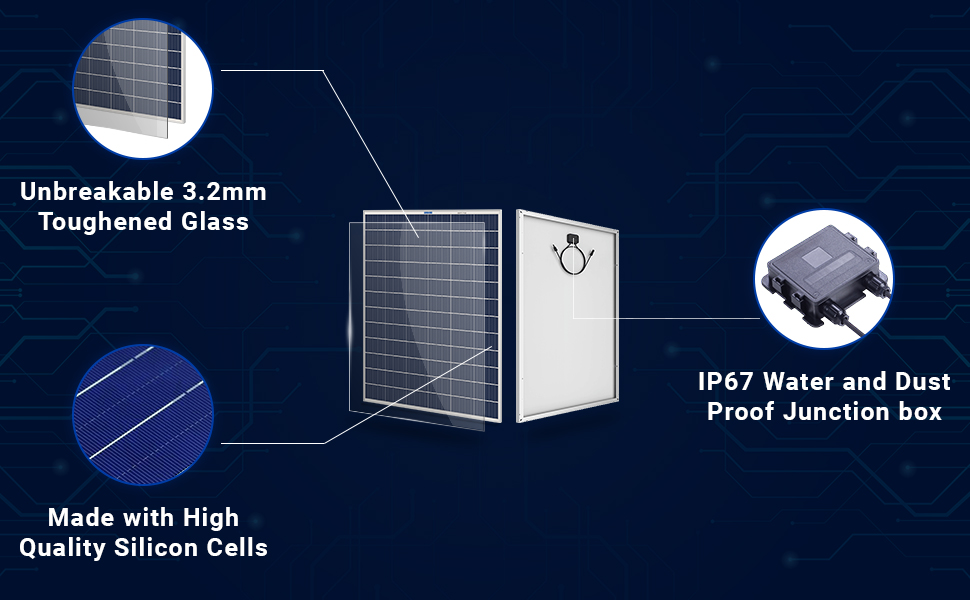 Unbreakable 3.2mm
Toughened Glass
IP67 Water and Dust
Proof Junction box
Made with High
Quality Silicon Cells